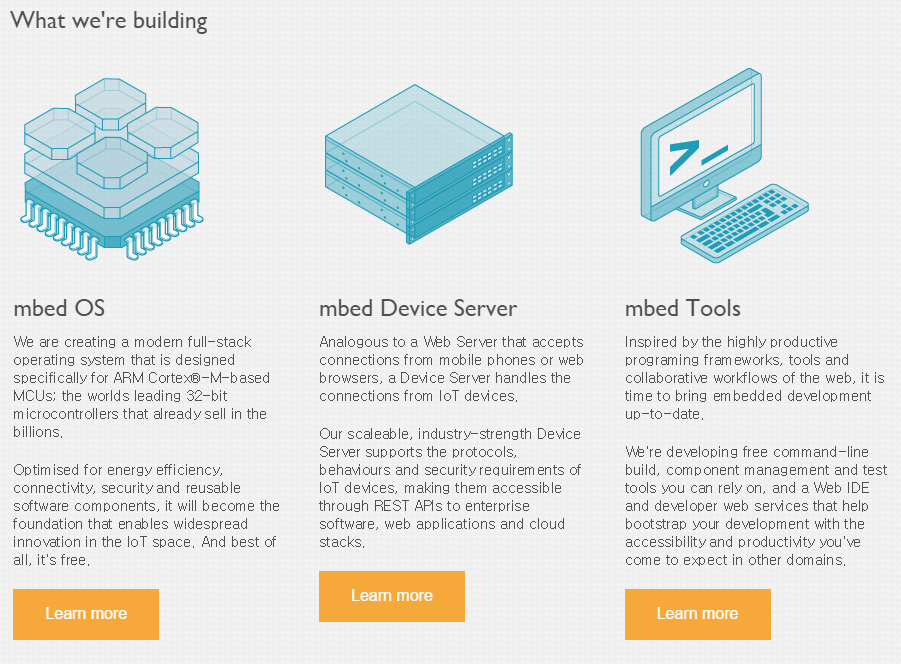 What we're building
mbed OS
We are creating a modern full-stack
operating system that is designed
specifically for ARM Cortex®-M-based
MCUs; the worlds leading 32-bit
microcontrollers that already sell in the
billions.
Optimised for energy efficiency,
connectivity, security and reusable
software components, it will become the
foundation that enables widespread
innovation in the IoT space. And best of
all, it's free.
Learn more
mbed Device Server
Analogous to a Web Server that accepts
connections from mobile phones or web
browsers, a Device Server handles the
connections from IoT devices.
Our scaleable, industry-strength Device
Server supports the protocols,
behaviours and security requirements of
IoT devices, making them accessible
through REST APIs to enterprise
software, web applications and cloud
stacks.
Learn more
mbed Tools
Inspired by the highly productive
programing frameworks, tools and
collaborative workflows of the web, it is
time to bring embedded development
up-to-date.
We're developing free command-line
build, component management and test
tools you can rely on, and a Web IDE
and developer web services that help
bootstrap your development with the
accessibility and productivity you've
come to expect in other domains.
Learn more